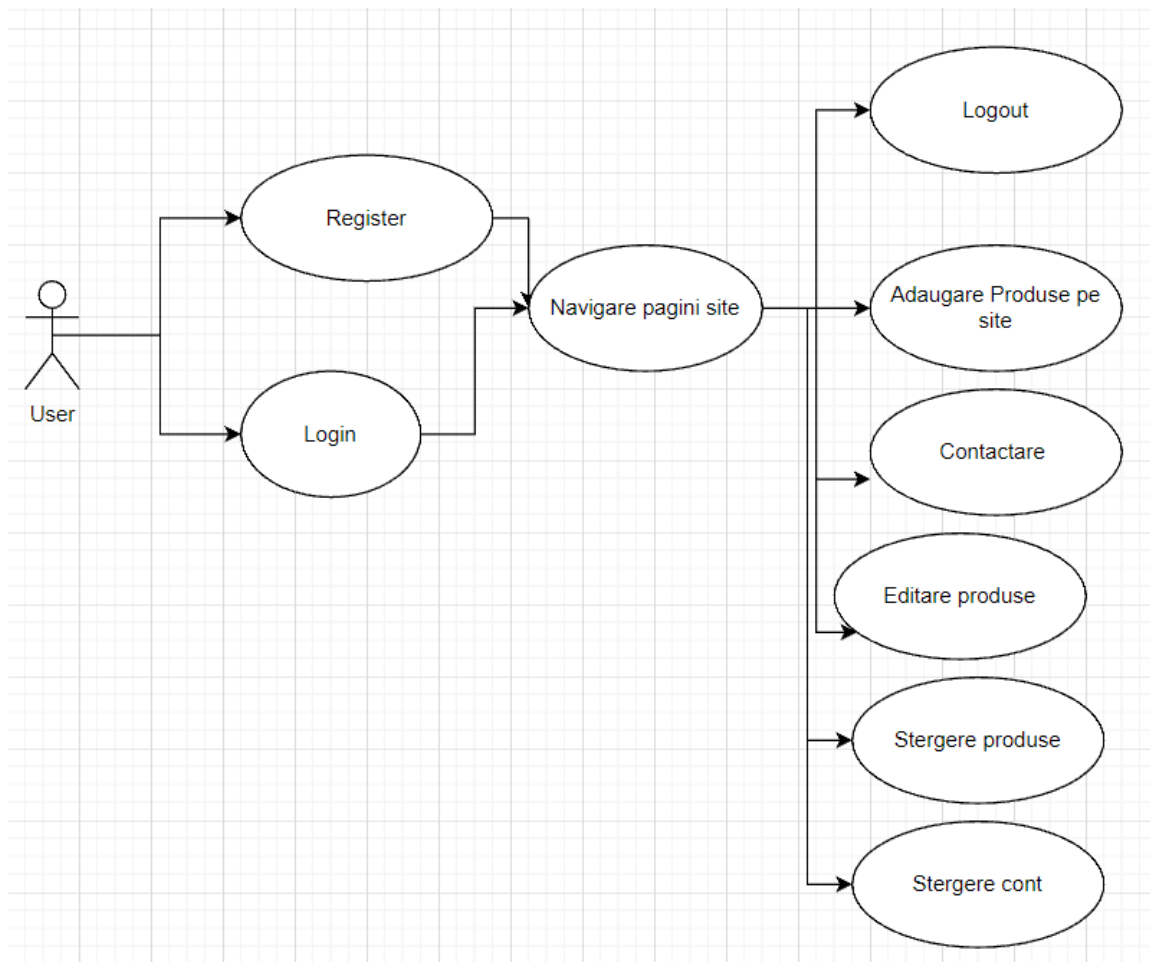 User
Register
Login
Navigare pagini site
Logout
Adaugare Produse pe
site
Contactare
Editare produse
Stergere produse
Stergere cont